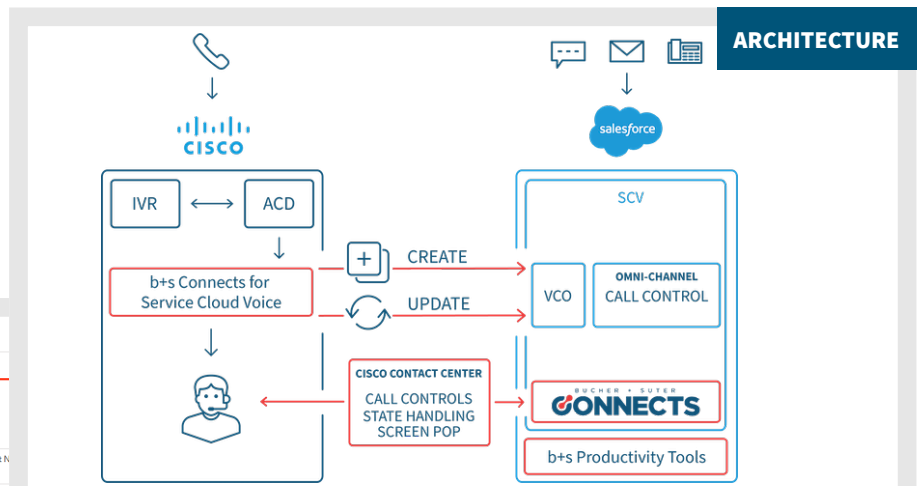 ARCHITECTURE
CISCO
salesforce
IVR
ACD
SCV
CREATE
b+s Connects for
Service Cloud Voice
VCO
OMNI-CHANNEL
CALL CONTROL
UPDATE
CISCO CONTACT CENTER
CALL CONTROLS
STATE HANDLING
SCREEN POP
BUCHER + SUTER
CONNECTS
b+s Productivity Tools
N